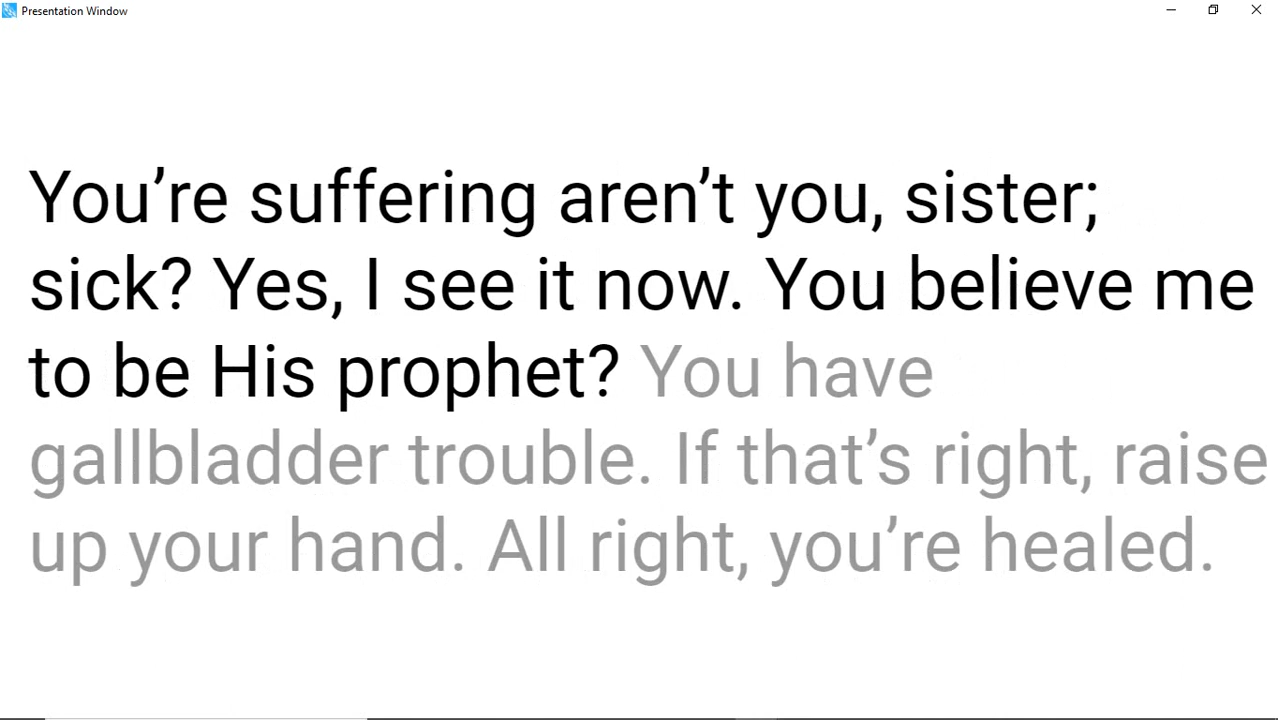 Presentation Window
You’re suffering aren’t you, sister;
sick? Yes, I see it now. You believe me
to be His prophet? You have
gallbladder trouble. If that’s right, raise
up your hand. All right, you’re healed.